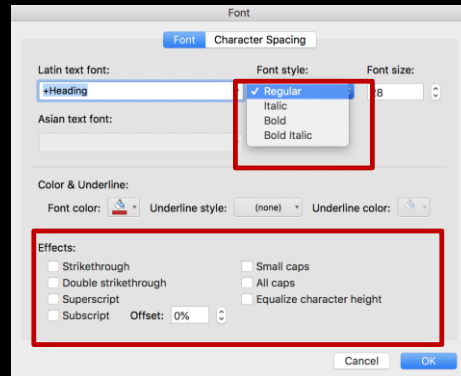 Font
Font Character Spacing
Latin text font: Font style: Font size:
+Heading ✓ Regular 28
Italic
Asian text font: Bold
Bold Italic
Color & Underline:
Font color: Underline style: (none) Underline color:
Effects:
Strikethrough Small caps
Double strikethrough All caps
Superscript Equalize character height
Subscript Offset: 0%
Cancel OK